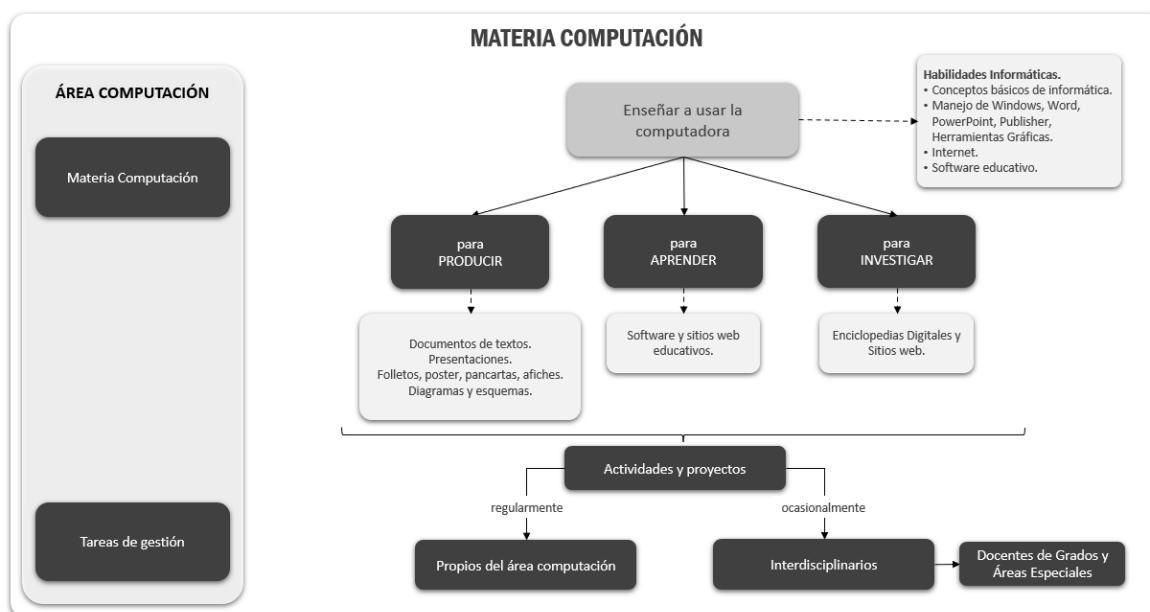 MATERIA COMPUTACIÓN
ÁREA COMPUTACIÓN
Materia Computación
Tareas de gestión
Enseñar a usar la
computadora
Habilidades Informáticas.
• Conceptos básicos de informática.
• Manejo de Windows, Word,
PowerPoint, Publisher,
Herramientas Gráficas.
• Internet.
• Software educativo.
para
PRODUCIR
para
APRENDER
para
INVESTIGAR
Documentos de textos.
Presentaciones.
Folletos, poster, pancartas, afiches.
Diagramas y esquemas.
Software y sitios web
educativos.
Enciclopedias Digitales y
Sitios web.
Actividades y proyectos
regularmente
ocasionalmente
Propios del área computación
Interdisciplinarios
Docentes de Grados y
Áreas Especiales